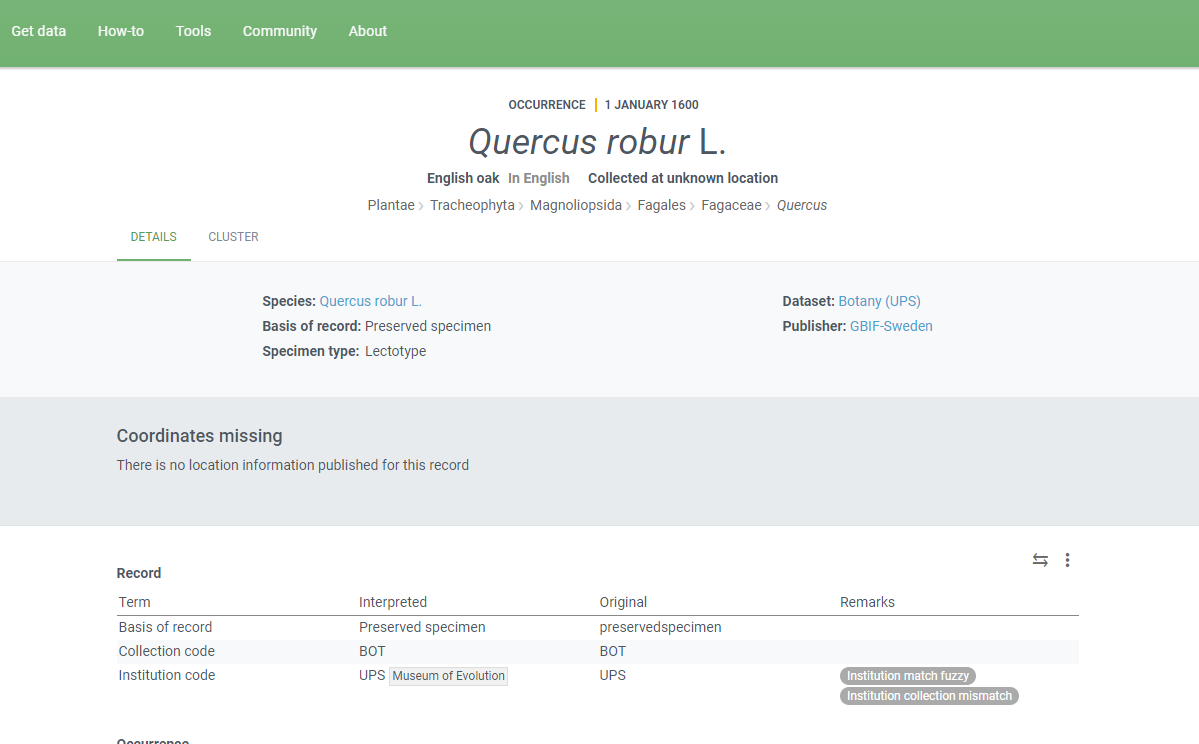 Get data How-to Tools Community About
OCCURRENCE 1 JANUARY 1600
Quercus robur L.
English oak In English Collected at unknown location
Plantae › Tracheophyta › Magnoliopsida › Fagales › Fagaceae › Quercus
DETAILS CLUSTER
Species: Quercus robur L. Dataset: Botany (UPS)
Basis of record: Preserved specimen Publisher: GBIF-Sweden
Specimen type: Lectotype
Coordinates missing
There is no location information published for this record
Record
Term Interpreted Original Remarks
Basis of record Preserved specimen preservedspecimen
Collection code BOT BOT
Institution code UPS Museum of Evolution UPS Institution match fuzzy
Institution collection mismatch
Occurrence